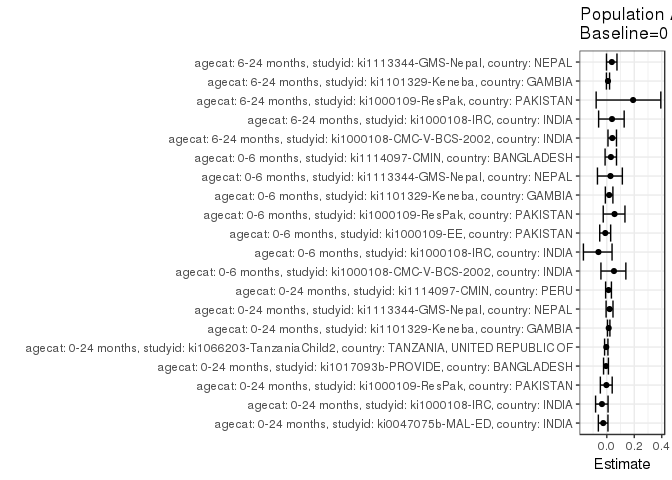 Population
Baseline=0
agecat: 6-24 months, studyid: ki1113344-GMS-Nepal, country: NEPAL
agecat: 6-24 months, studyid: ki1101329-Keneba, country: GAMBIA
agecat: 6-24 months, studyid: ki1000109-ResPak, country: PAKISTAN
agecat: 6-24 months, studyid: ki1000108-IRC, country: INDIA
agecat: 6-24 months, studyid: ki1000108-CMC-V-BCS-2002, country: INDIA
agecat: 0-6 months, studyid: ki1114097-CMIN, country: BANGLADESH
agecat: 0-6 months, studyid: ki1113344-GMS-Nepal, country: NEPAL
agecat: 0-6 months, studyid: ki1101329-Keneba, country: GAMBIA
agecat: 0-6 months, studyid: ki1000109-ResPak, country: PAKISTAN
agecat: 0-6 months, studyid: ki1000109-EE, country: PAKISTAN
agecat: 0-6 months, studyid: ki1000108-IRC, country: INDIA
agecat: 0-6 months, studyid: ki1000108-CMC-V-BCS-2002, country: INDIA
agecat: 0-24 months, studyid: ki1114097-CMIN, country: PERU
agecat: 0-24 months, studyid: ki1113344-GMS-Nepal, country: NEPAL
agecat: 0-24 months, studyid: ki1101329-Keneba, country: GAMBIA
agecat: 0-24 months, studyid: ki1066203-TanzaniaChild2, country: TANZANIA, UNITED REPUBLIC OF
agecat: 0-24 months, studyid: ki1017093b-PROVIDE, country: BANGLADESH
agecat: 0-24 months, studyid: ki1000109-ResPak, country: PAKISTAN
agecat: 0-24 months, studyid: ki1000108-IRC, country: INDIA
agecat: 0-24 months, studyid: ki0047075b-MAL-ED, country: INDIA
0.0 0.2 0.4
Estimate